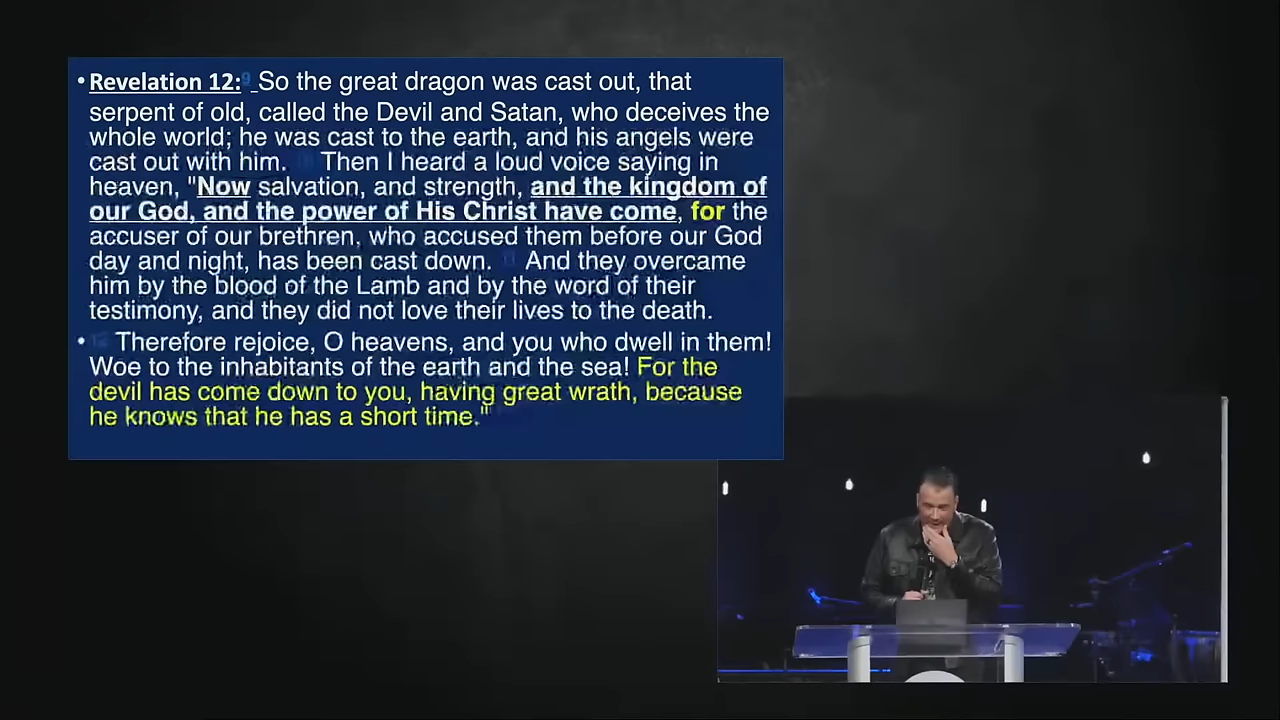 • Revelation 12:9 So the great dragon was cast out, that
serpent of old, called the Devil and Satan, who deceives the
whole world; he was cast to the earth, and his angels were
cast out with him. Then I heard a loud voice saying in
heaven, "Now salvation, and strength, and the kingdom of
our God, and the power of His Christ have come, for the
accuser of our brethren, who accused them before our God
day and night, has been cast down. 11 And they overcame
him by the blood of the Lamb and by the word of their
testimony, and they did not love their lives to the death.
• 12 Therefore rejoice, O heavens, and you who dwell in them!
Woe to the inhabitants of the earth and the sea! For the
devil has come down to you, having great wrath, because
he knows that he has a short time."